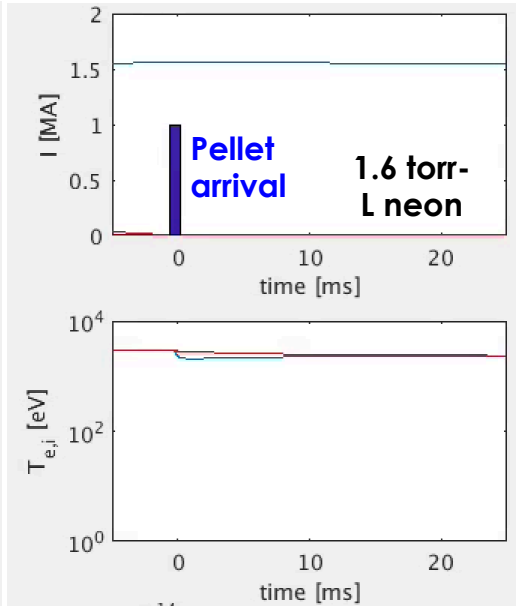 2
1.5
1
0.5
0
I [MA]
Pellet
arrival
1.6 torr-
L neon
0
10
20
time [ms]
10^4
10^2
10^0
T_e,i [eV]
0
10
20
time [ms]